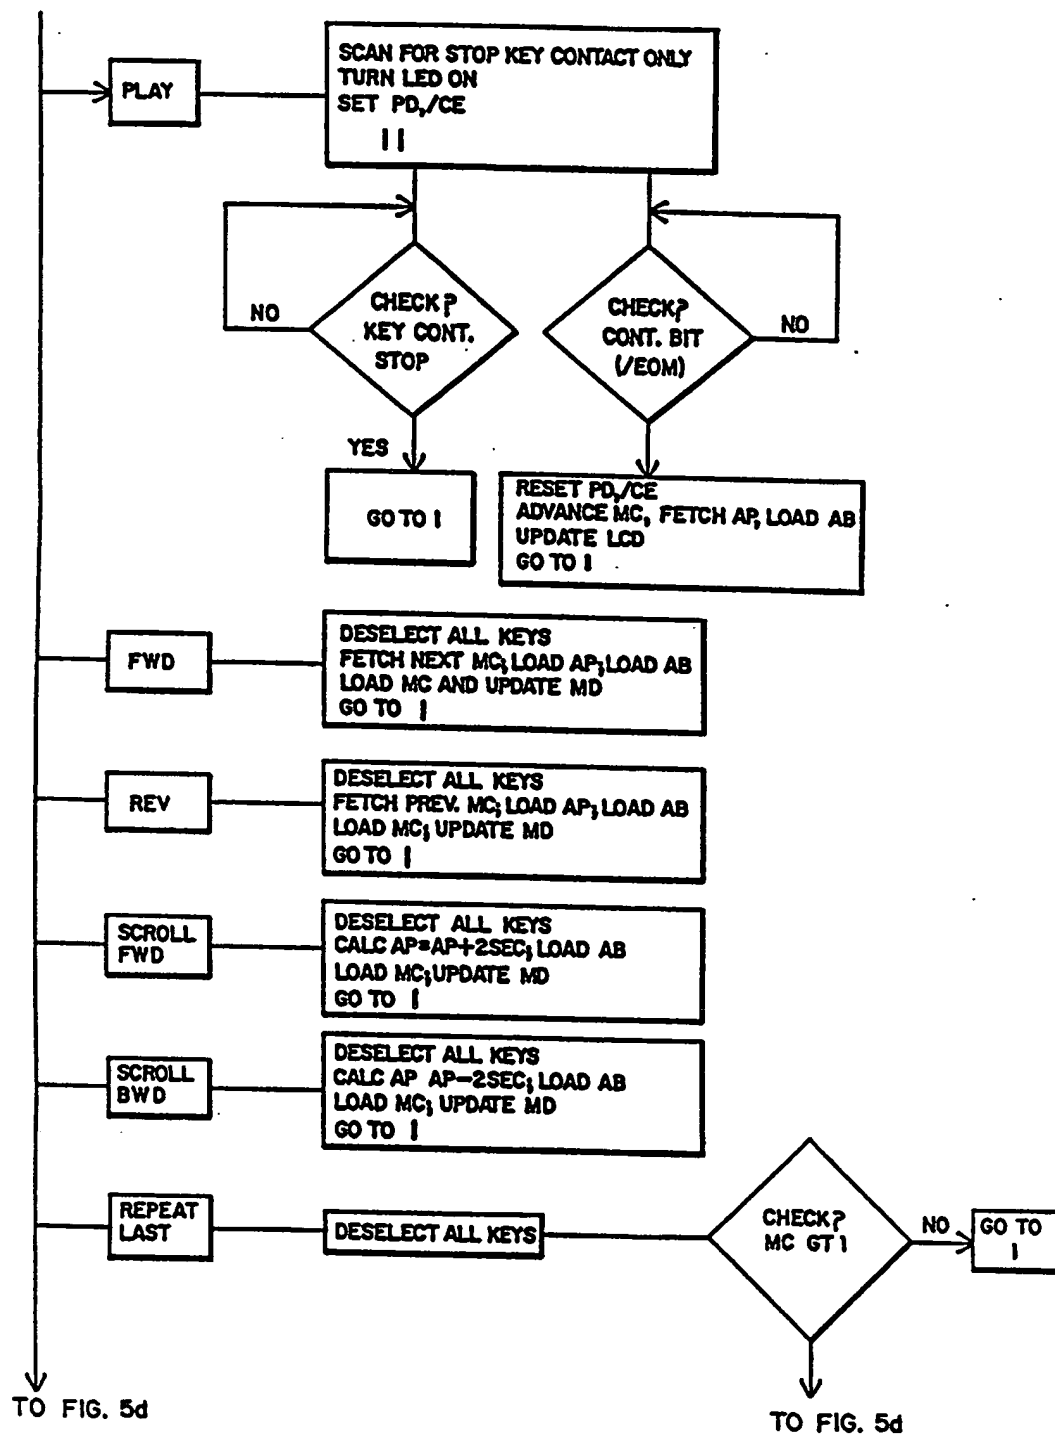 PLAY
SCAN FOR STOP KEY CONTACT ONLY
TURN LED ON
SET PD,/CE
| |
CHECK?
KEY CONT.
STOP
NO
YES
GO TO 1
CHECK?
CONT. BIT
(/EOM)
NO
RESET PD,/CE
ADVANCE MC, FETCH AP, LOAD AB
UPDATE LCD
GO TO 1
FWD
DESELECT ALL KEYS
FETCH NEXT MC; LOAD AP; LOAD AB
LOAD MC AND UPDATE MD
GO TO 1
REV
DESELECT ALL KEYS
FETCH PREV. MC; LOAD AP; LOAD AB
LOAD MC; UPDATE MD
GO TO 1
SCROLL
FWD
DESELECT ALL KEYS
CALC AP=AP+2SEC; LOAD AB
LOAD MC; UPDATE MD
GO TO 1
SCROLL
BWD
DESELECT ALL KEYS
CALC AP AP-2SEC; LOAD AB
LOAD MC; UPDATE MD
GO TO 1
REPEAT
LAST
DESELECT ALL KEYS
CHECK?
MC GT 1
NO
GO TO
1
TO FIG. 5d
TO FIG. 5d